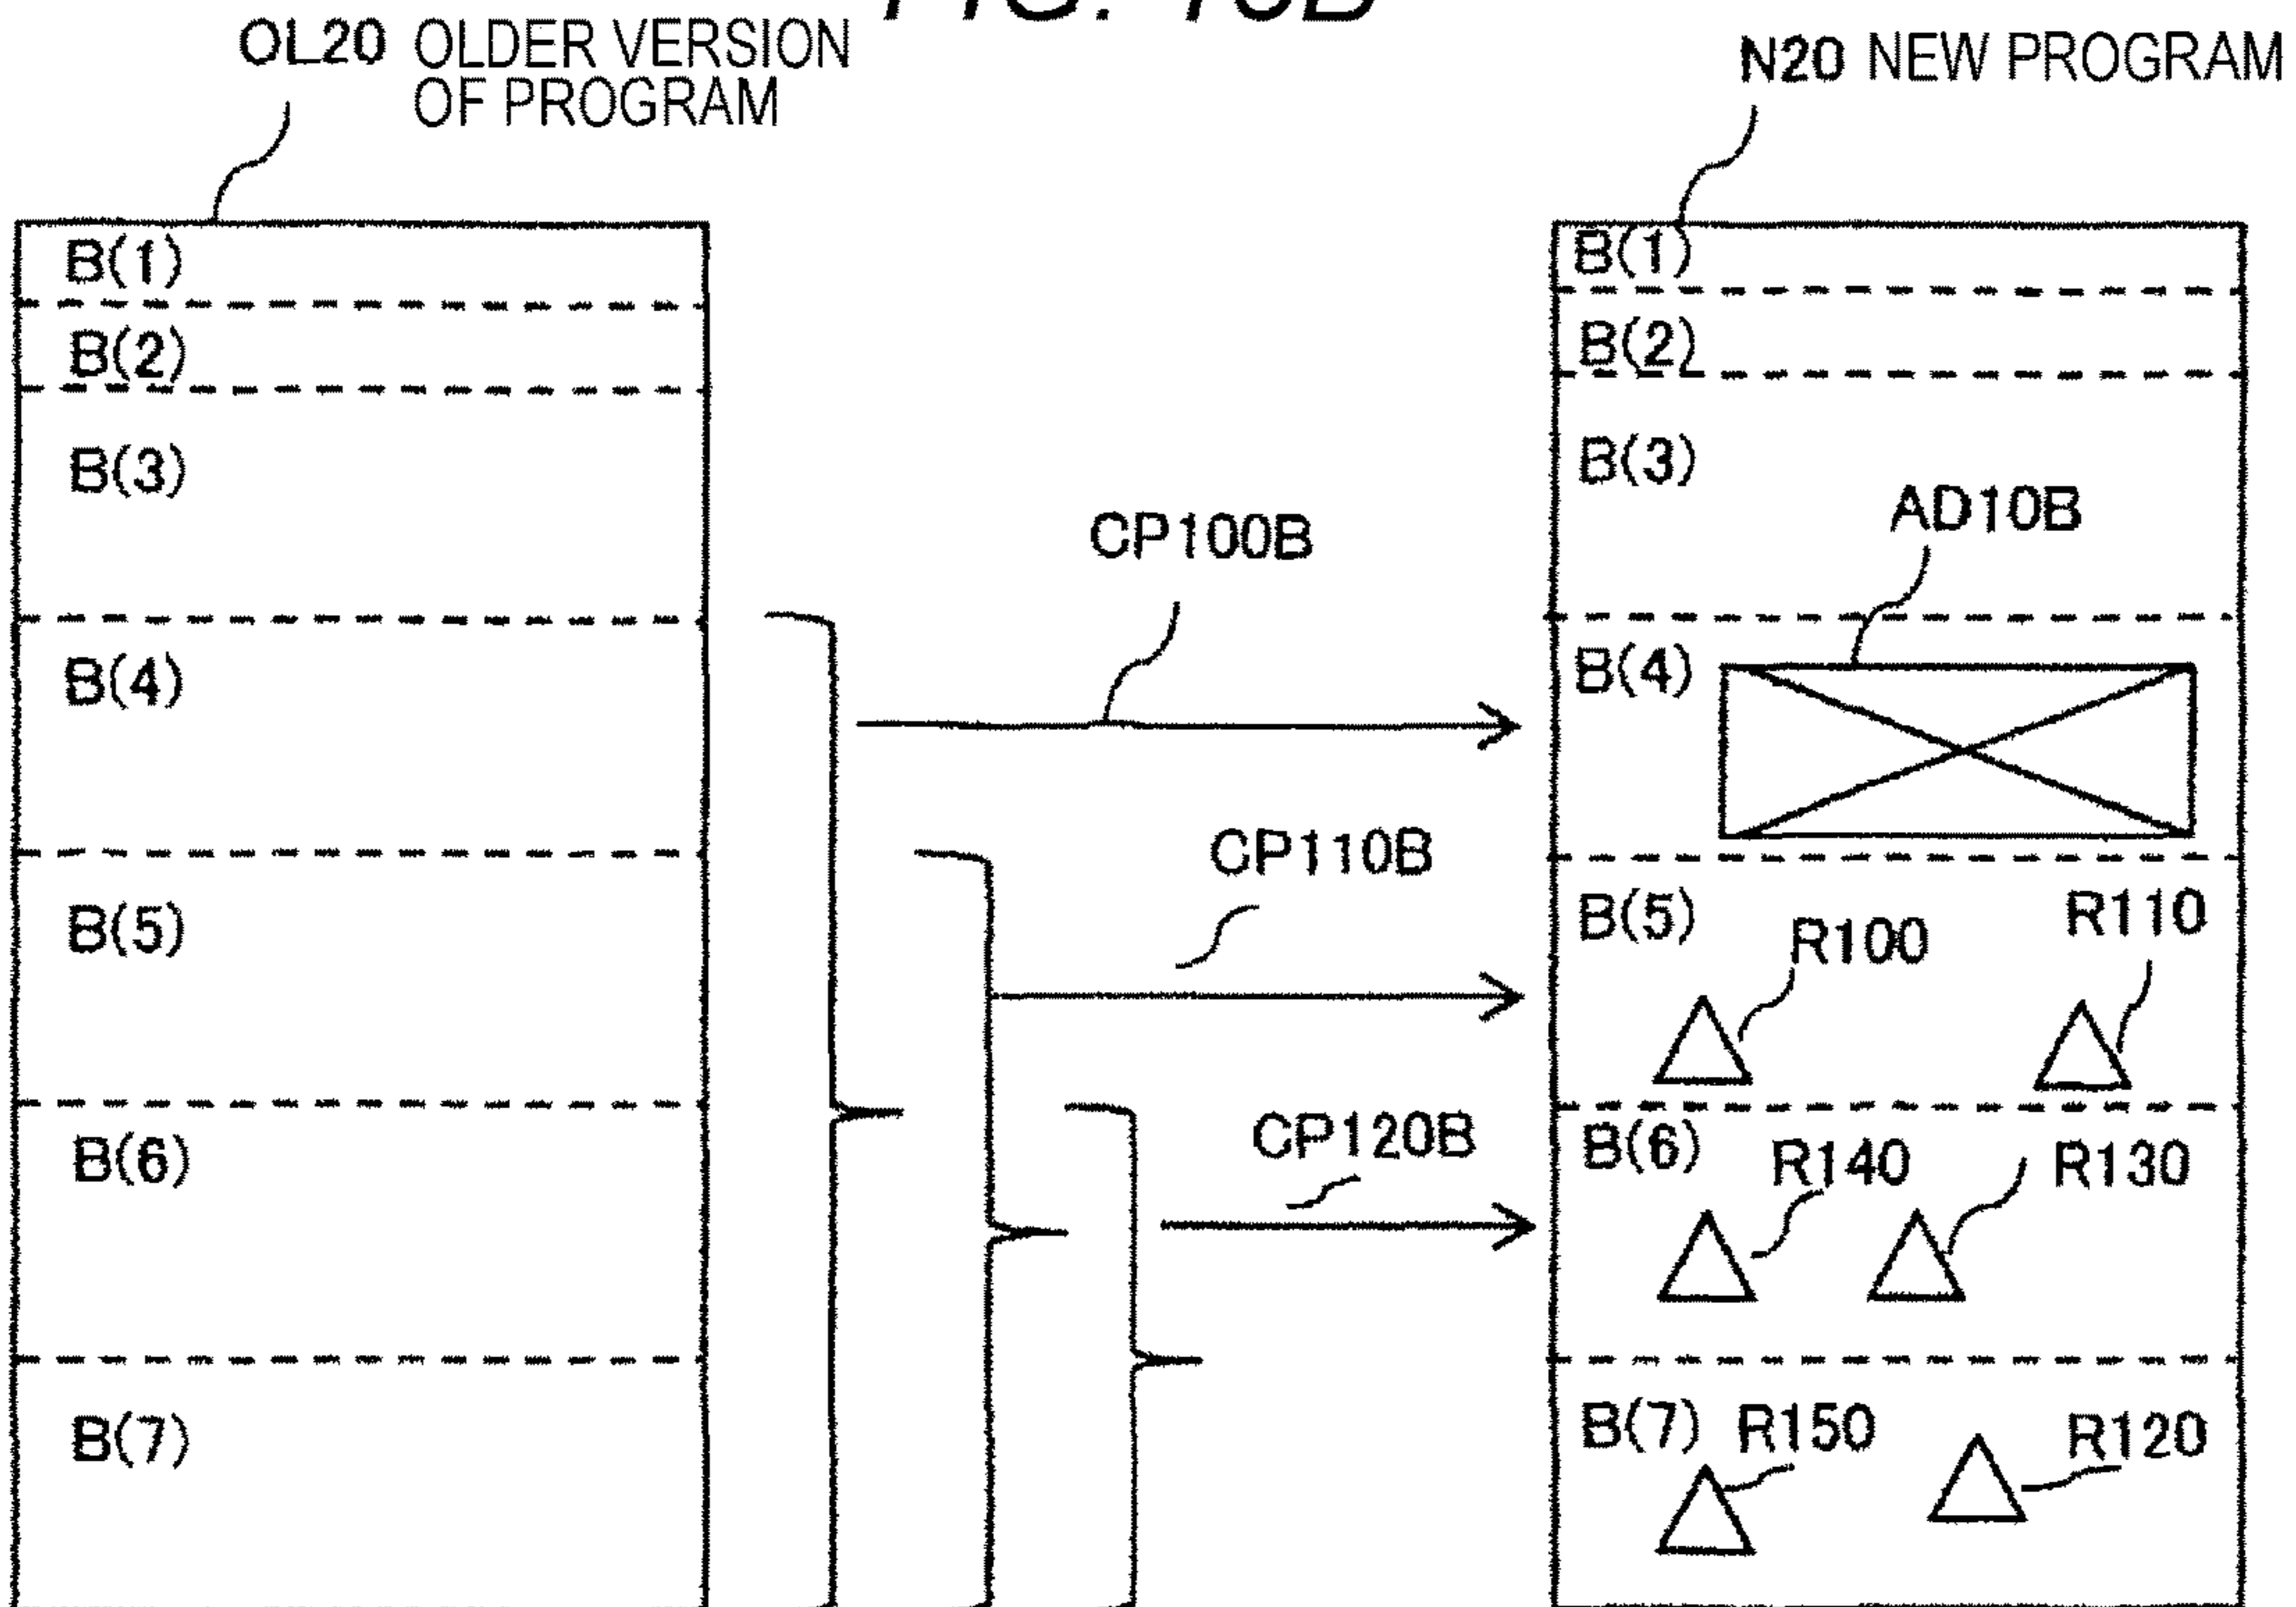 FIG.
OL20 OLDER VERSION
OF PROGRAM
N20 NEW PROGRAM
B(1)
B(2)
B(3)
B(4)
B(5)
B(6)
B(7)
CP100B
CP110B
CP120B
B(1)
B(2)
B(3)
AD10B
B(4)
B(5)
R100
R110
B(6)
R140
R130
B(7)
R150
R120